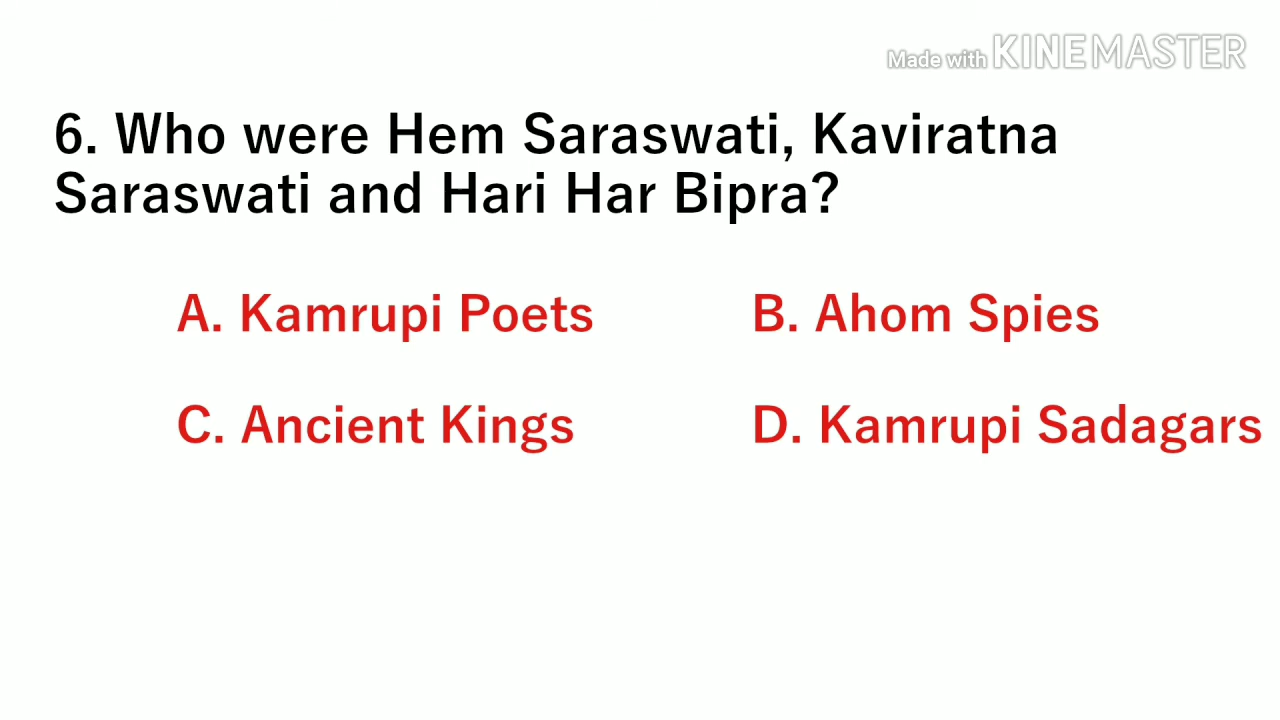 Made with KINEMASTER
6. Who were Hem Saraswati, Kaviratna
Saraswati and Hari Har Bipra?
A. Kamrupi Poets B. Ahom Spies
C. Ancient Kings D. Kamrupi Sadagars